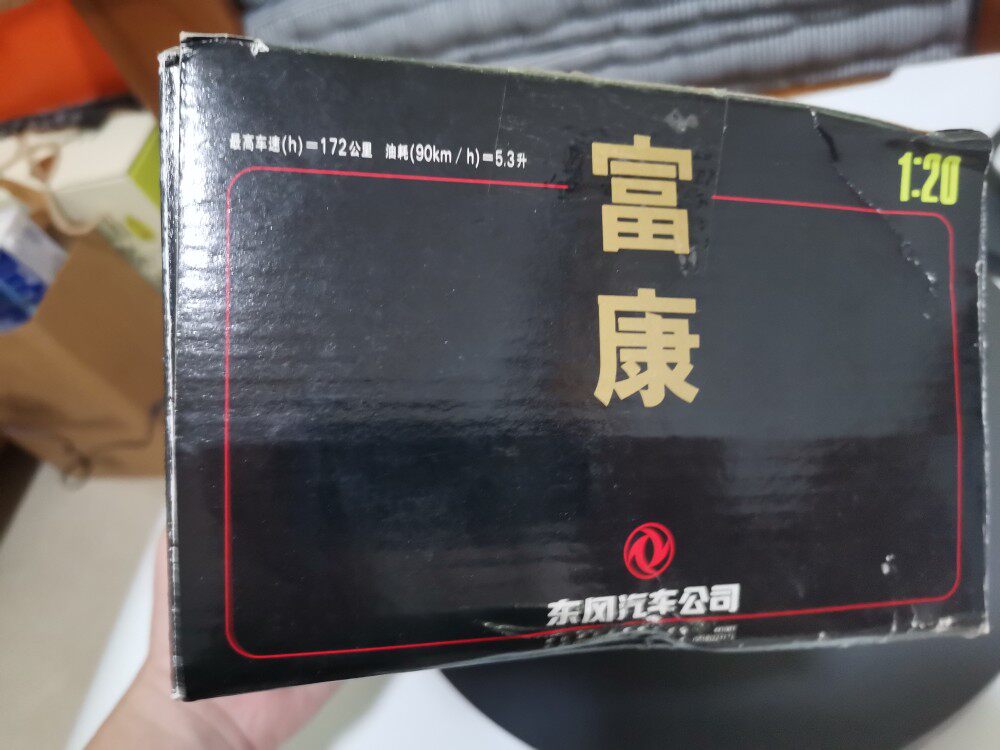 最高车速(h)=172公里 油耗(90km/h)=5.3升
1:20
富
康
东风汽车公司